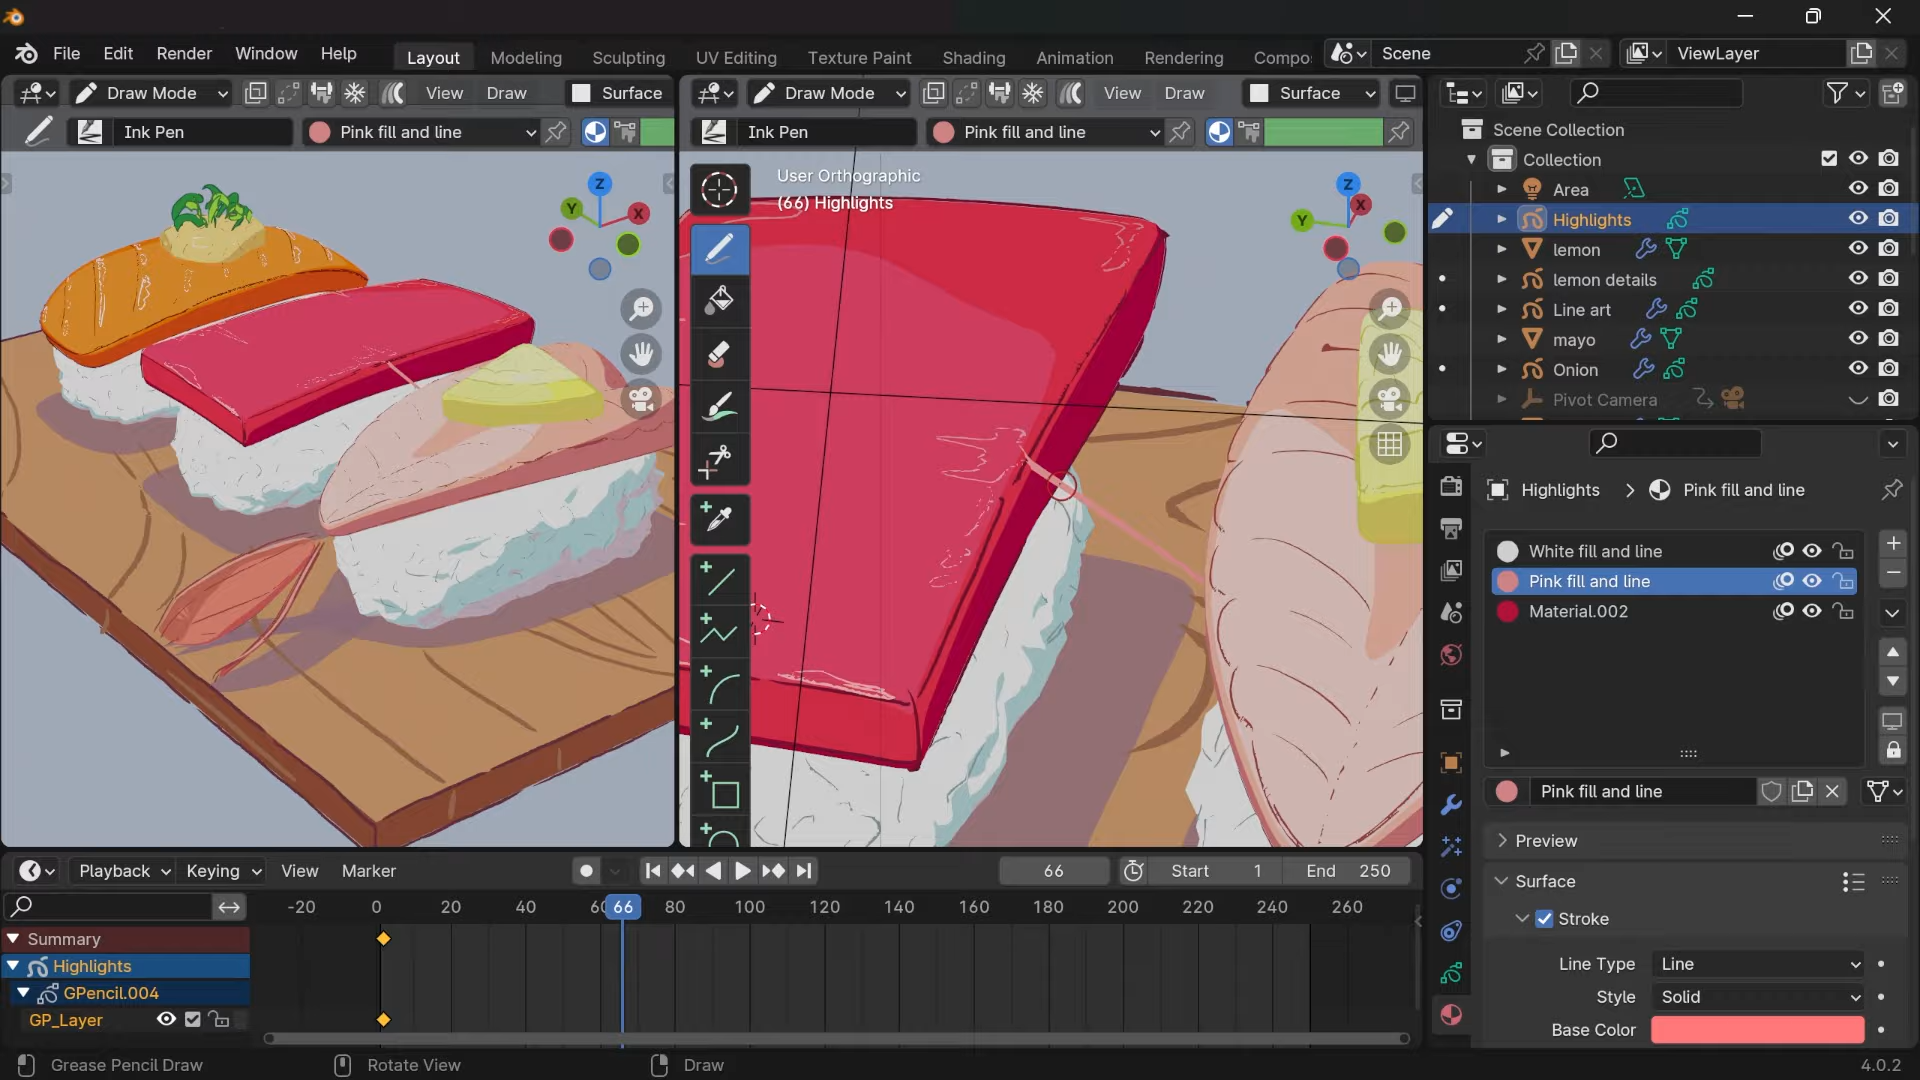 File Edit Render Window Help Layout Modeling Sculpting UV Editing Texture Paint Shading Animation Rendering Compo Scene ViewLayer
Draw Mode View Draw Surface
Ink Pen Pink fill and line
Z
Y
X
Draw Mode View Draw Surface
Ink Pen Pink fill and line
User Orthographic
(66) Highlights
Z
X
Y
Scene Collection
Collection
Area
Highlights
lemon
lemon details
Line art
mayo
Onion
Pivot Camera
Highlights Pink fill and line
White fill and line
Pink fill and line
Material.002
Pink fill and line
Preview
Surface
Stroke
Line Type Line
Style Solid
Base Color
Playback Keying View Marker 66 Start 1 End 250
-20 0 20 40 60 66 80 100 120 140 160 180 200 220 240 260
Summary
Highlights
GPencil.004
GP_Layer
Grease Pencil Draw Rotate View Draw 4.0.2